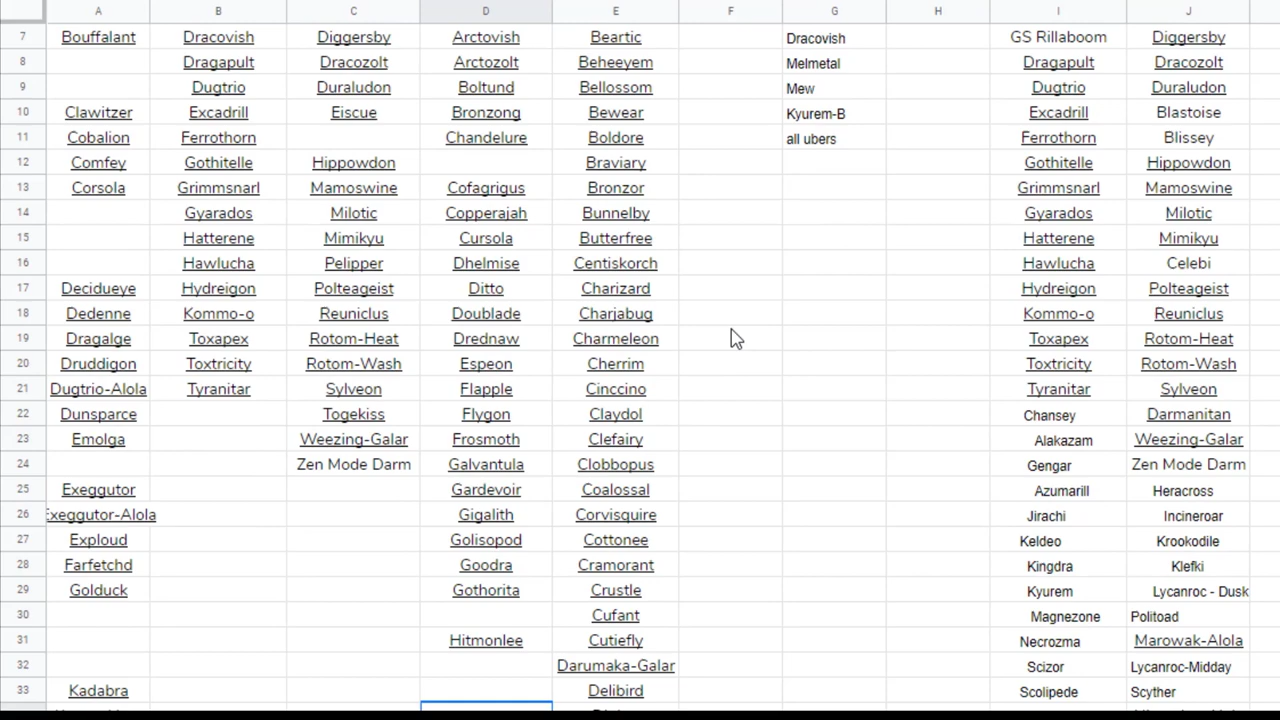 A B C D E F G H I J
7 Bouffalant Dracovish Diggersby Arctovish Beartic Dracovish GS Rillaboom Diggersby
8 Dragapult Dracozolt Arctozolt Beheeyem Melmetal Dragapult Dracozolt
9 Dugtrio Duraludon Boltund Bellossom Mew Dugtrio Duraludon
10 Clawitzer Excadrill Eiscue Bronzong Bewear Kyurem-B Excadrill Blastoise
11 Cobalion Ferrothorn Chandelure Boldore all ubers Ferrothorn Blissey
12 Comfey Gothitelle Hippowdon Braviary Gothitelle Hippowdon
13 Corsola Grimmsnarl Mamoswine Cofagrigus Bronzor Grimmsnarl Mamoswine
14 Gyarados Milotic Copperajah Bunnelby Gyarados Milotic
15 Hatterene Mimikyu Cursola Butterfree Hatterene Mimikyu
16 Hawlucha Pelipper Dhelmise Centiskorch Hawlucha Celebi
17 Decidueye Hydreigon Polteageist Ditto Charizard Hydreigon Polteageist
18 Dedenne Kommo-o Reuniclus Doublade Charjabug Kommo-o Reuniclus
19 Dragalge Toxapex Rotom-Heat Drednaw Charmeleon Toxapex Rotom-Heat
20 Druddigon Toxtricity Rotom-Wash Espeon Cherrim Toxtricity Rotom-Wash
21 Dugtrio-Alola Tyranitar Sylveon Flapple Cinccino Tyranitar Sylveon
22 Dunsparce Togekiss Flygon Claydol Chansey Darmanitan
23 Emolga Weezing-Galar Frosmoth Clefairy Alakazam Weezing-Galar
24 Zen Mode Darm Galvantula Clobbopus Gengar Zen Mode Darm
25 Exeggutor Gardevoir Coalossal Azumarill Heracross
26 Exeggutor-Alola Gigalith Corvisquire Jirachi Incineroar
27 Exploud Golisopod Cottonee Keldeo Krookodile
28 Farfetchd Goodra Cramorant Kingdra Klefki
29 Golduck Gothorita Crustle Kyurem Lycanroc - Dusk
30 Cufant Magnezone Politoad
31 Hitmonlee Cutiefly Necrozma Marowak-Alola
32 Darumaka-Galar Scizor Lycanroc-Midday
33 Kadabra Delibird Scolipede Scyther